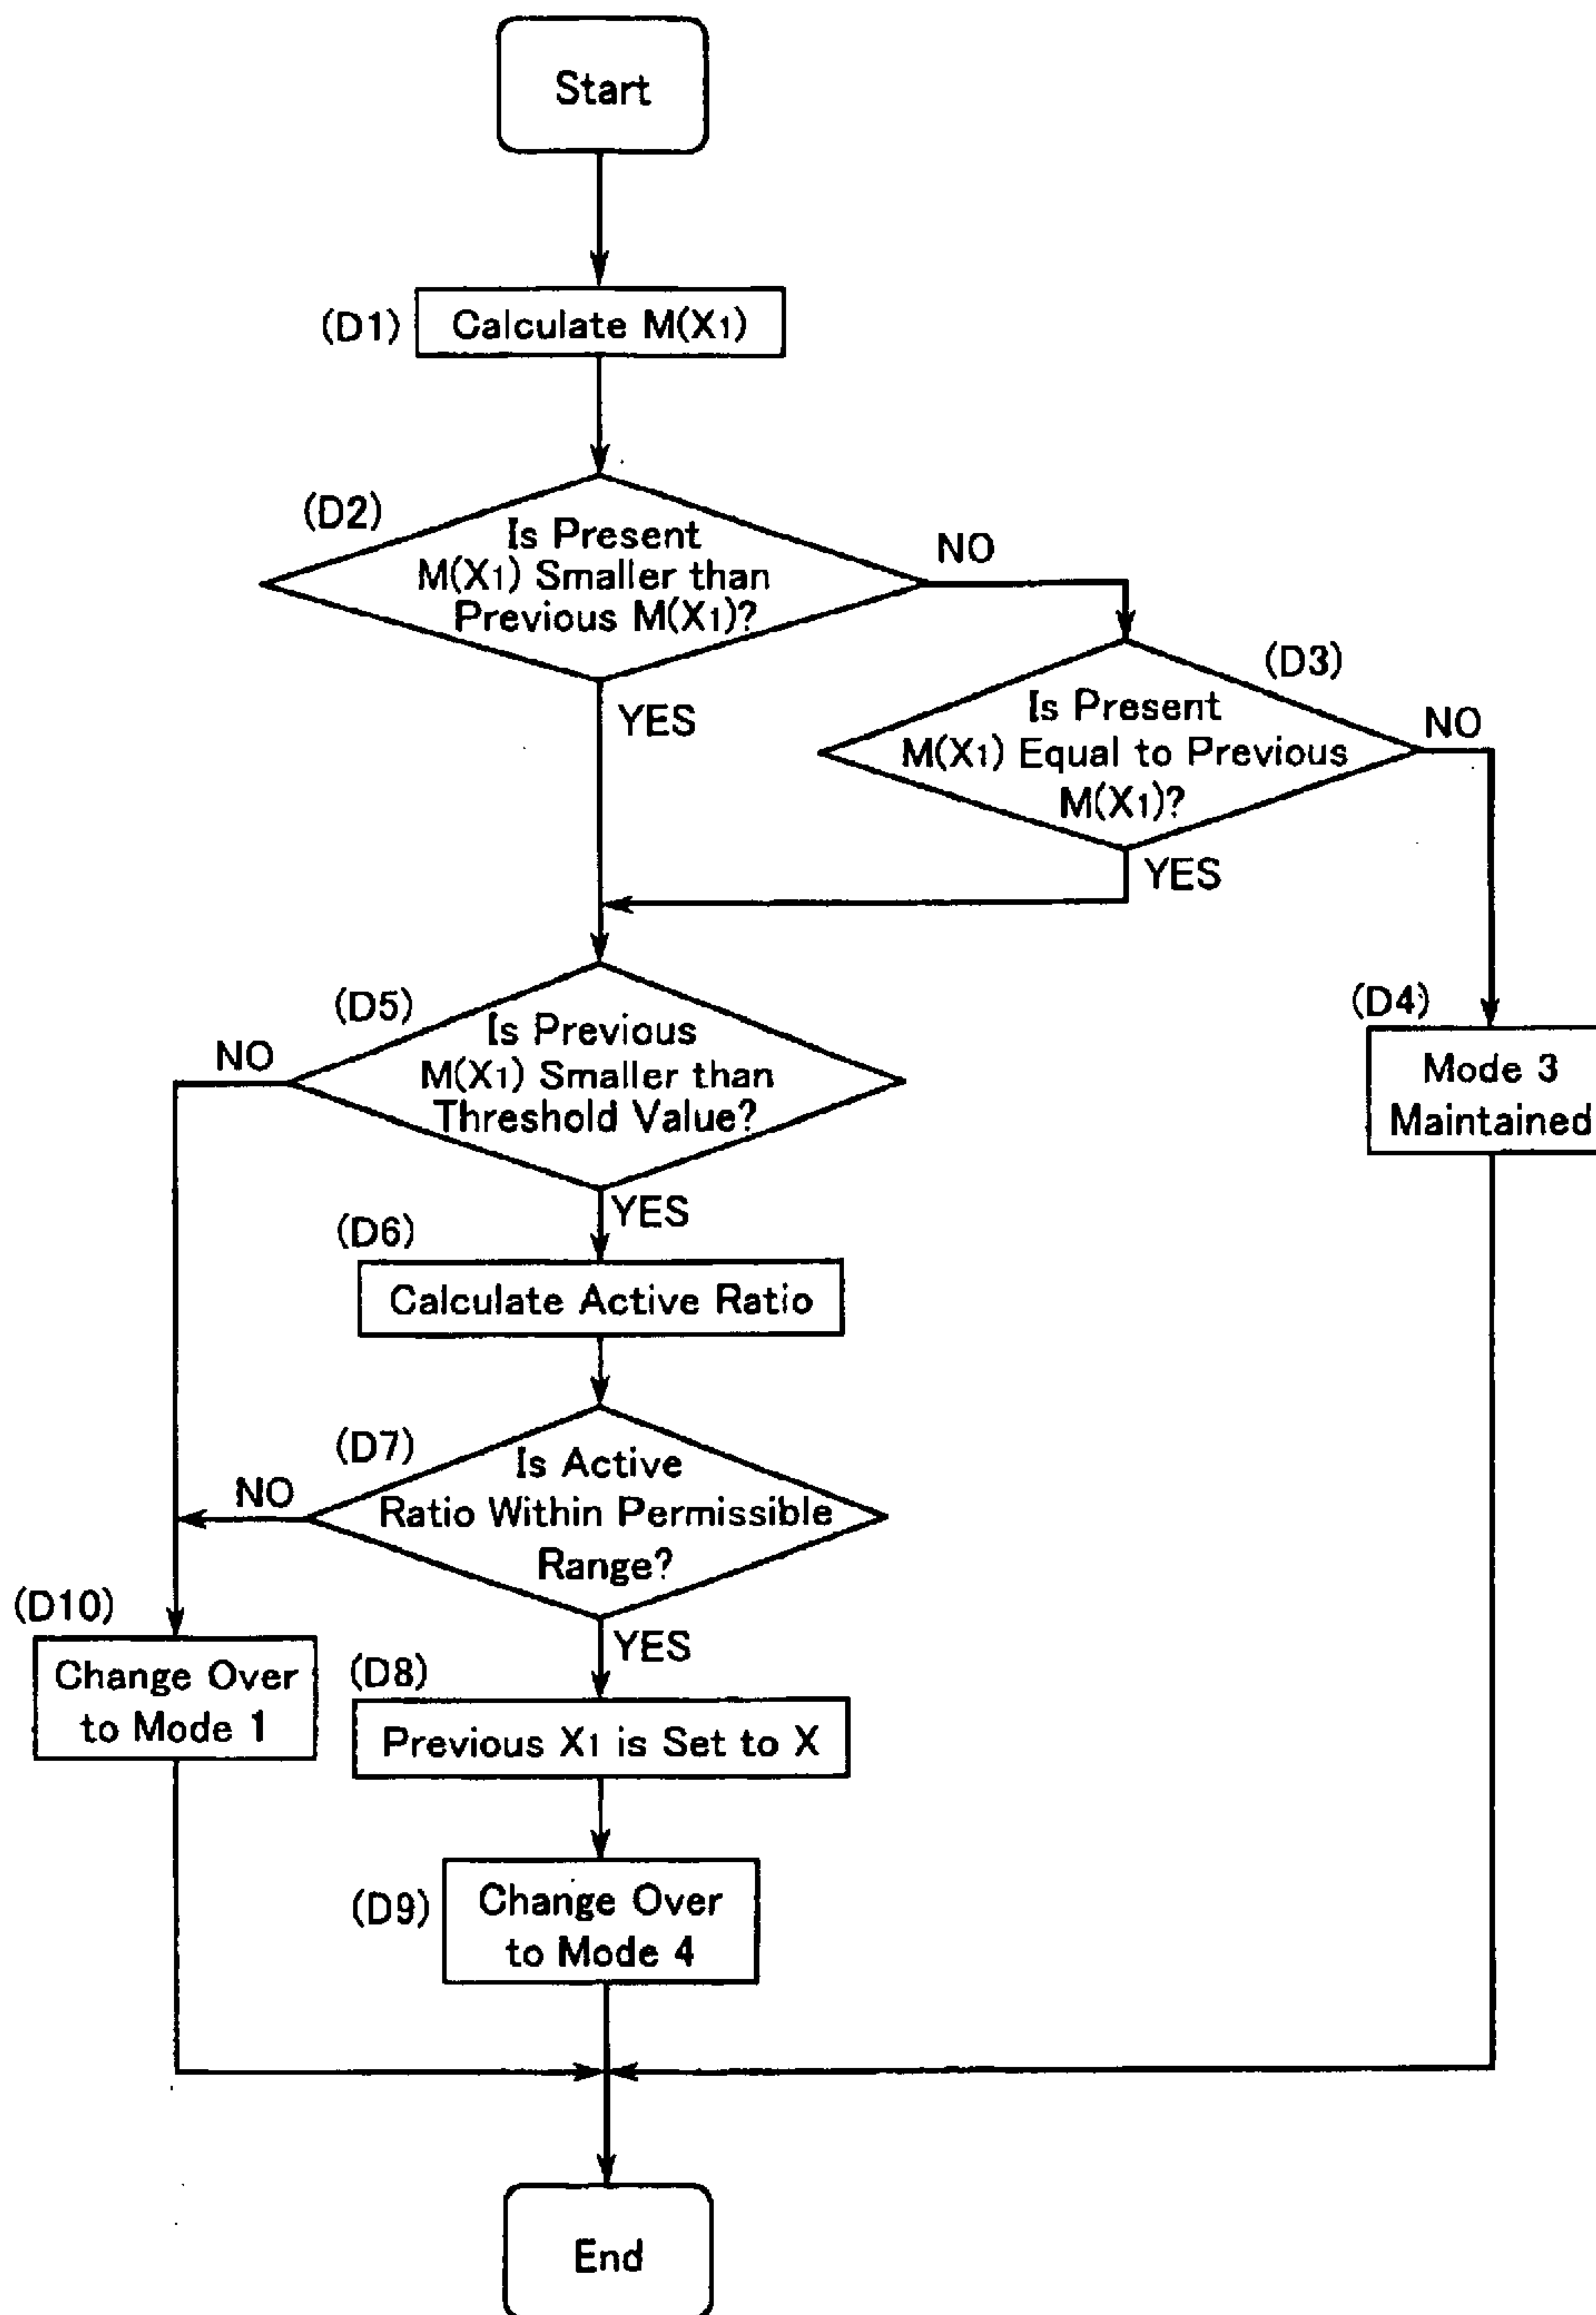 Start
(D1)
Calculate M(X1)
(D2)
Is Present
M(X1) Smaller than
Previous M(X1)?
NO
YES
(D3)
Is Present
M(X1) Equal to Previous
M(X1)?
NO
YES
(D4)
Mode 3
Maintained
(D5)
Is Previous
M(X1) Smaller than
Threshold Value?
NO
YES
(D6)
Calculate Active Ratio
(D7)
Is Active
Ratio Within Permissible
Range?
NO
YES
(D10)
Change Over
to Mode 1
(D8)
Previous X1 is Set to X
(D9)
Change Over
to Mode 4
End